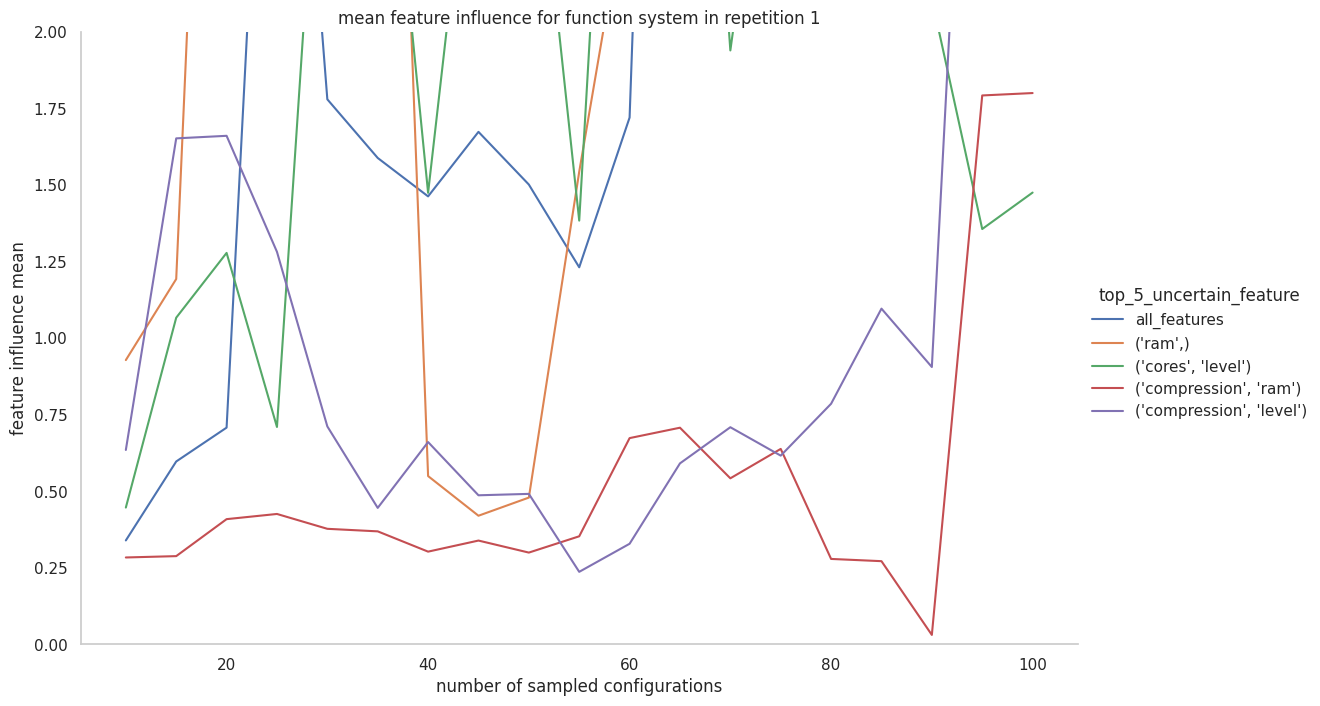 mean feature influence for function system in repetition 1
2.00
1.75
1.50
1.25
1.00
0.75
0.50
0.25
0.00
feature influence mean
20 40 60 80 100
number of sampled configurations
top_5_uncertain_feature
all_features
('ram',)
('cores', 'level')
('compression', 'ram')
('compression', 'level')